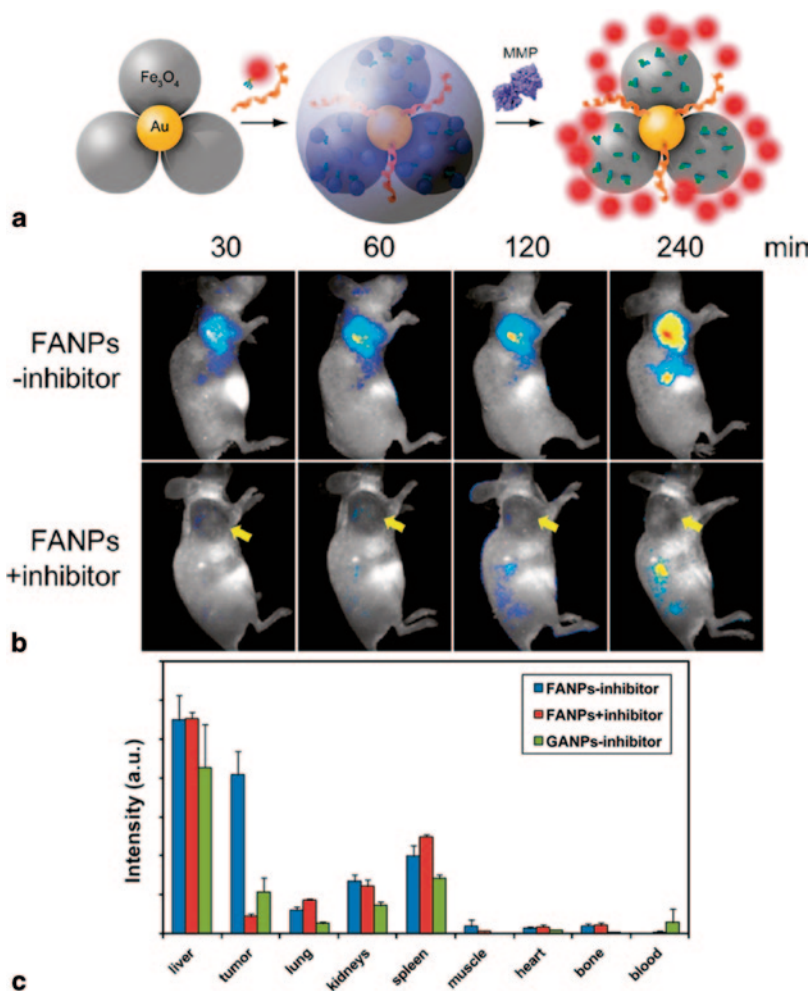 Fe₃O₄
Au
MMP
a
30 60 120 240 min
FANPs
-inhibitor
FANPs
+inhibitor
b
Intensity (a.u.)
FANPs-inhibitor
FANPs+inhibitor
GANPs-inhibitor
liver
tumor
lung
kidneys
spleen
muscle
heart
bone
blood
c